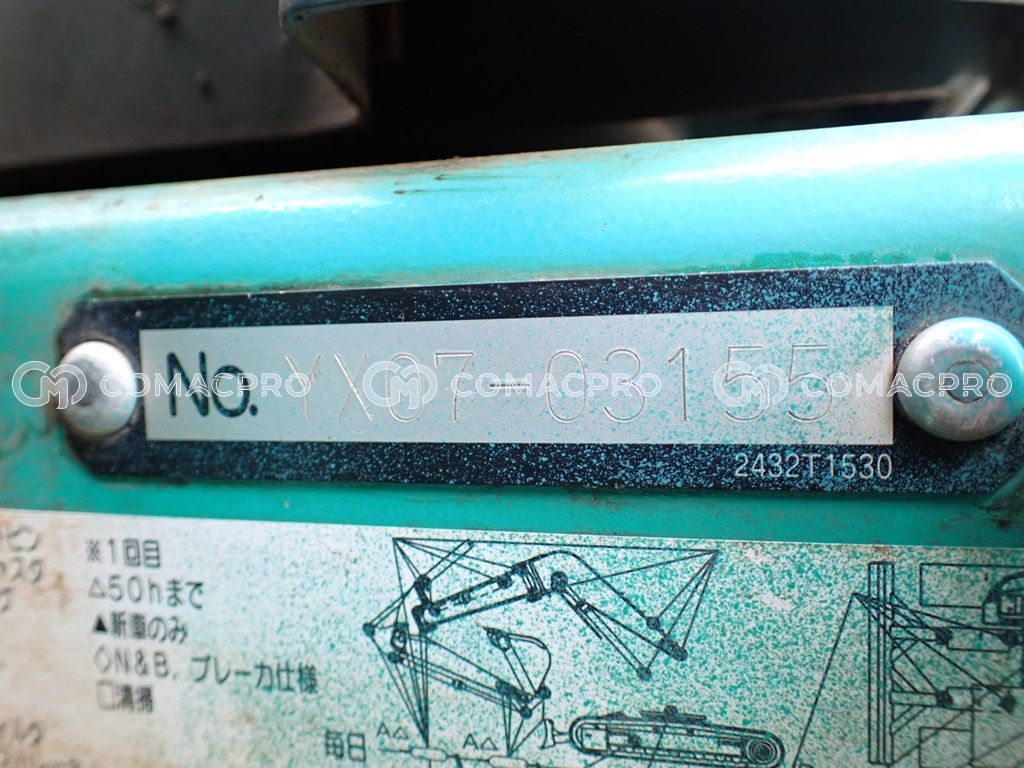 No. YX07-03155
2432T1530
COMACPRO COMACPRO COMACPRO
※1回目
△50hまで
▲新車のみ
◇N&B,ブレーカ仕様
□清掃
毎日
A△ A△